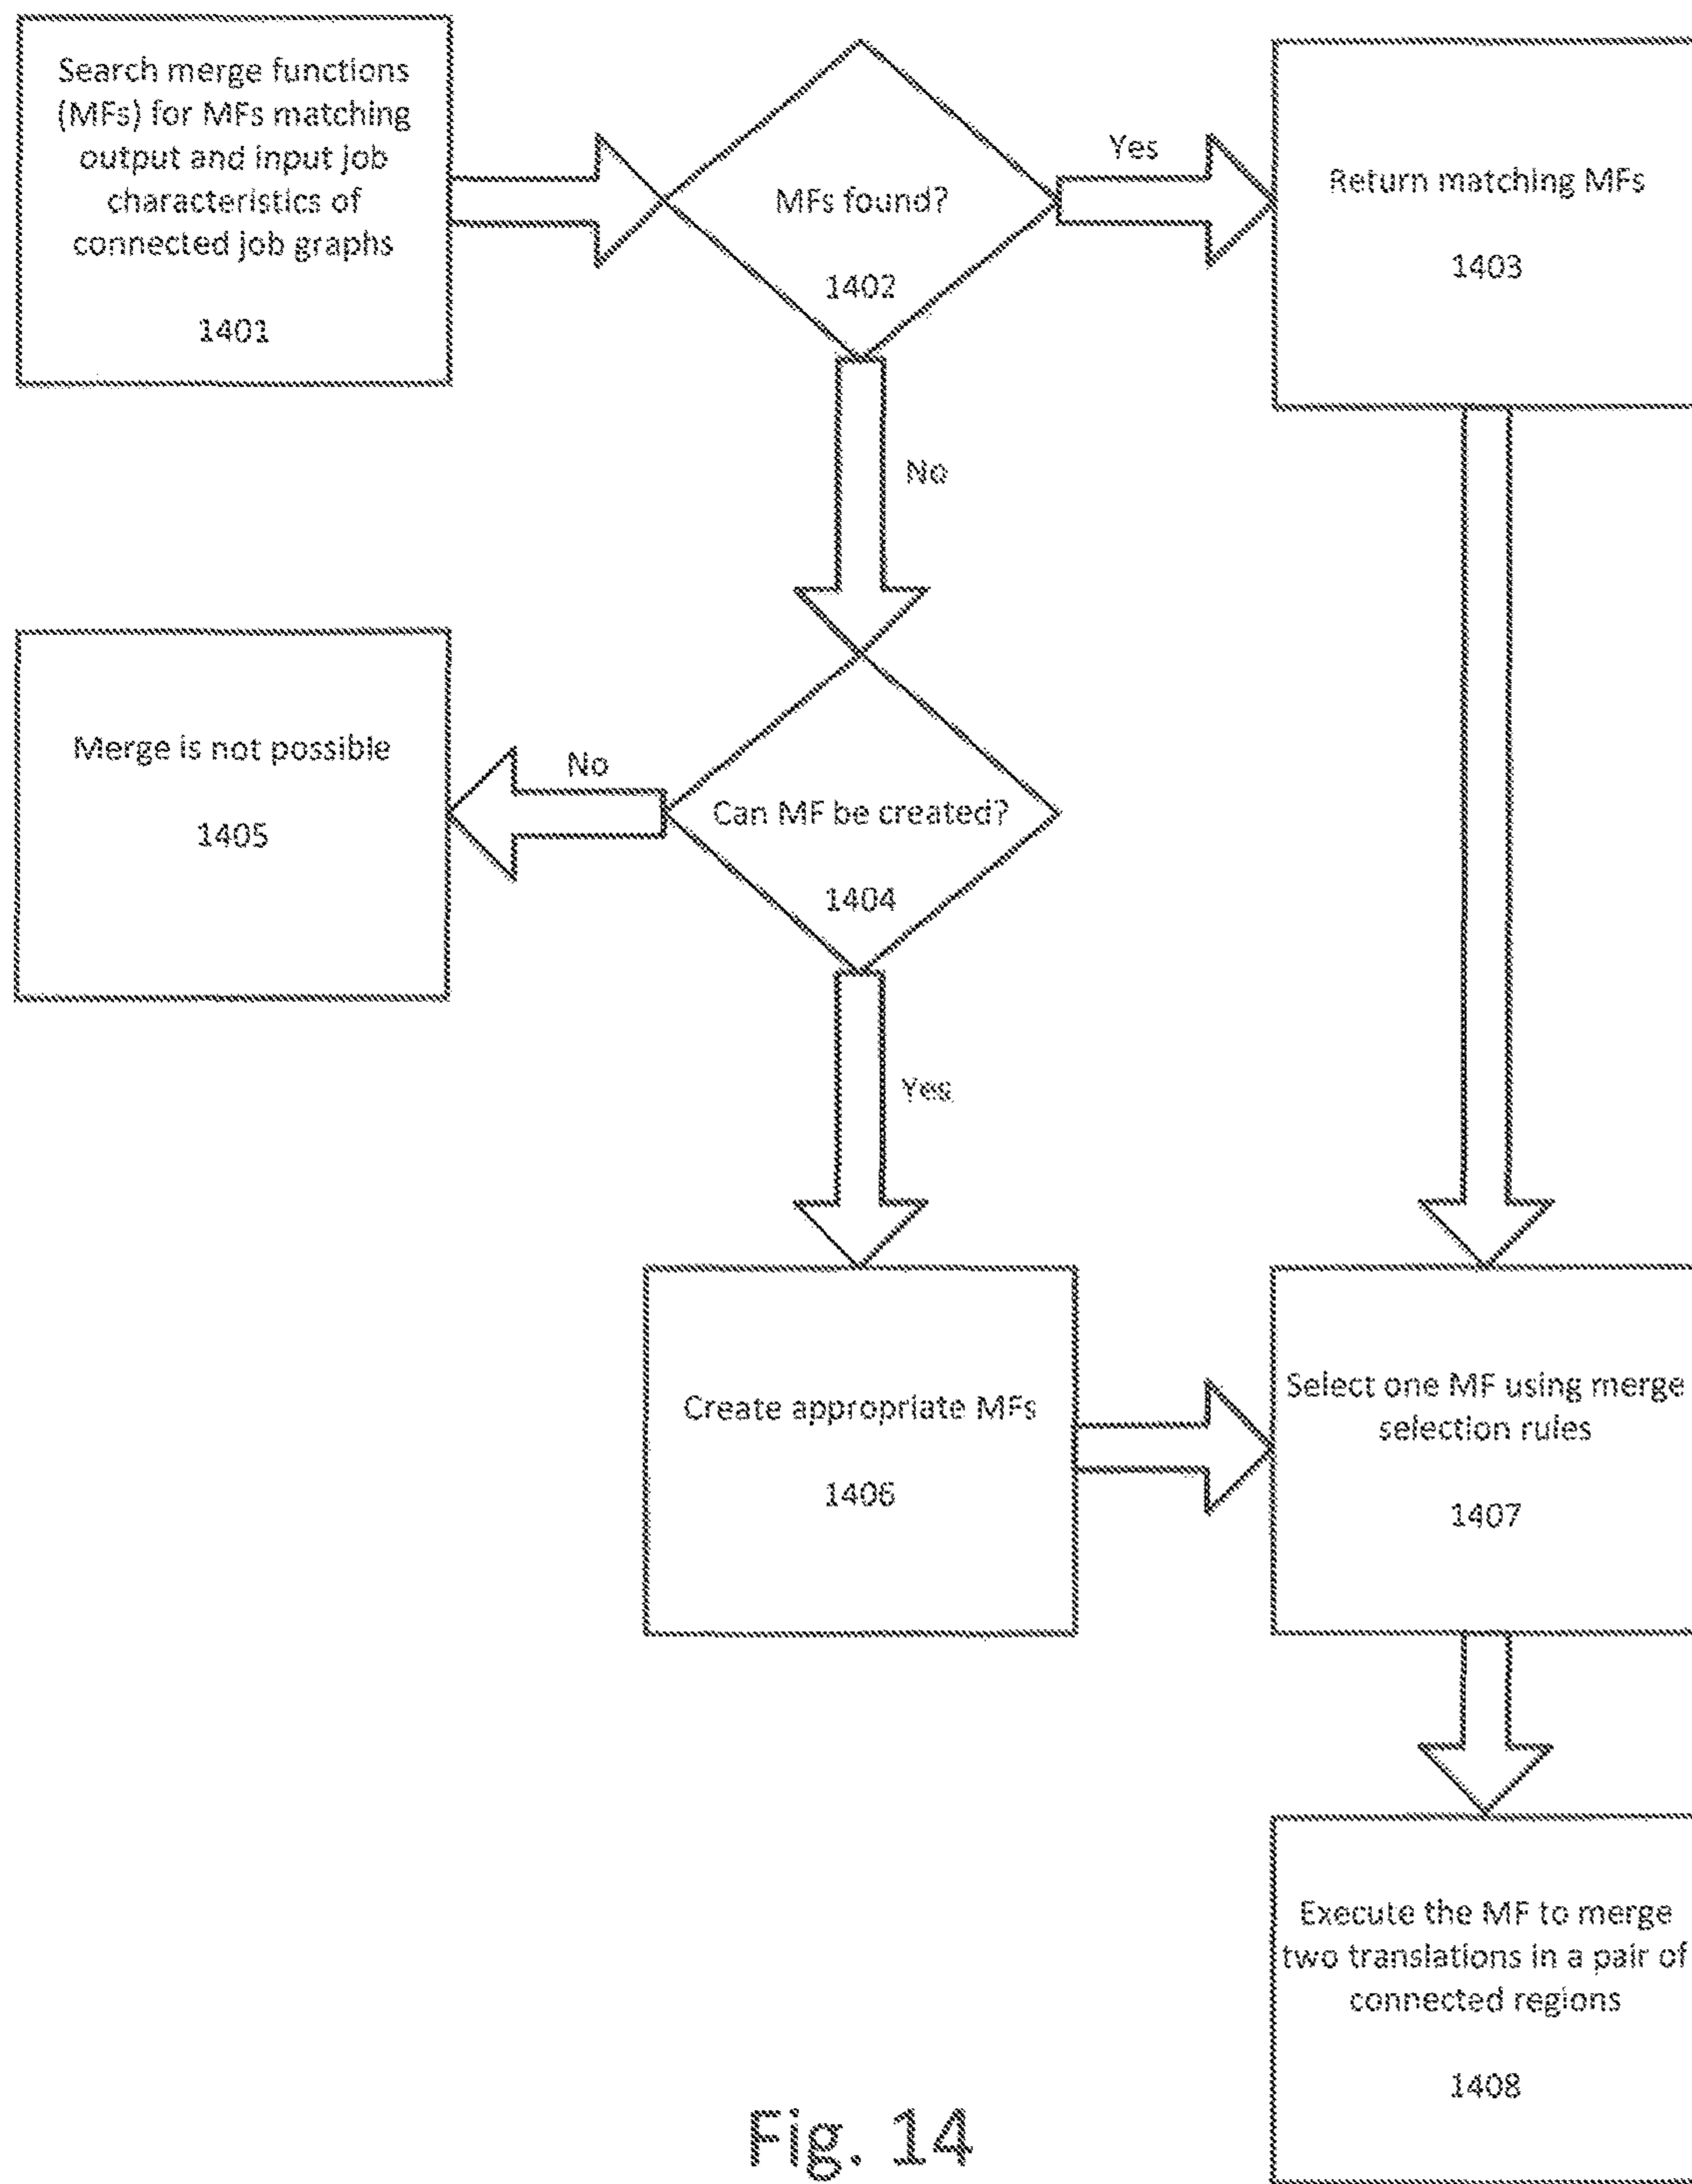 Search merge functions
(MFs) for MFs matching
output and input job
characteristics of
connected job graphs
1401
MFs found?
1402
Yes
Return matching MFs
1403
No
Merge is not possible
1405
No
Can MF be created?
1404
Yes
Create appropriate MFs
1406
Select one MF using merge
selection rules
1407
Execute the MF to merge
two translations in a pair of
connected regions
1408
Fig. 14